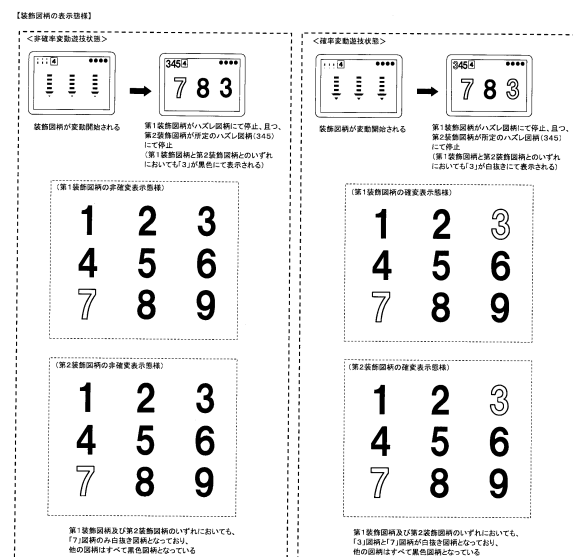 【装飾図柄の表示態様】
＜非確率変動遊技状態＞
4
345 4
7 8 3
装飾図柄が変動開始される
第1装飾図柄がハズレ図柄にて停止、且つ、
第2装飾図柄が所定のハズレ図柄(345)
にて停止
(第1装飾図柄と第2装飾図柄とのいずれ
においても「3」が黒色にて表示される)
(第1装飾図柄の非確変表示態様)
1 2 3
4 5 6
7 8 9
(第2装飾図柄の非確変表示態様)
1 2 3
4 5 6
7 8 9
第1装飾図柄及び第2装飾図柄のいずれにおいても、
「7」図柄のみ白抜き図柄となっており、
他の図柄はすべて黒色図柄となっている
＜確率変動遊技状態＞
4
345 4
7 8 3
装飾図柄が変動開始される
第1装飾図柄がハズレ図柄にて停止、且つ、
第2装飾図柄が所定のハズレ図柄(345)
にて停止
(第1装飾図柄と第2装飾図柄とのいずれ
においても「3」が白抜きにて表示される)
(第1装飾図柄の確変表示態様)
1 2 3
4 5 6
7 8 9
(第2装飾図柄の確変表示態様)
1 2 3
4 5 6
7 8 9
第1装飾図柄及び第2装飾図柄のいずれにおいても、
「3」図柄と「7」図柄が白抜き図柄となっており、
他の図柄はすべて黒色図柄となっている